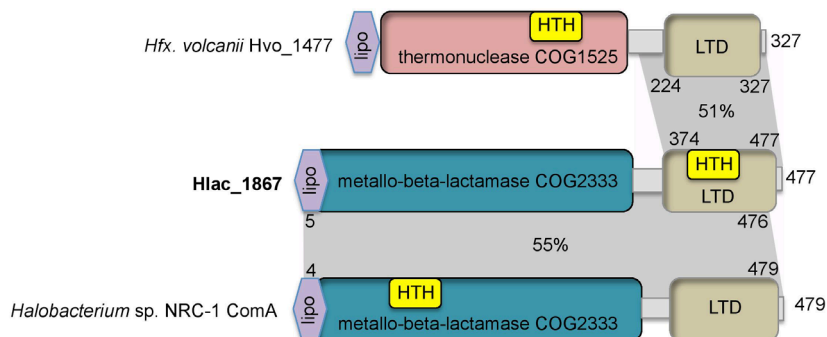 HTH
Hfx. volcanii Hvo_1477
lipo
thermonuclease COG1525
LTD
327
224
327
51%
374
477
HTH
Hlac_1867
lipo
metallo-beta-lactamase COG2333
LTD
477
5
476
55%
4
479
HTH
Halobacterium sp. NRC-1 ComA
lipo
metallo-beta-lactamase COG2333
LTD
479